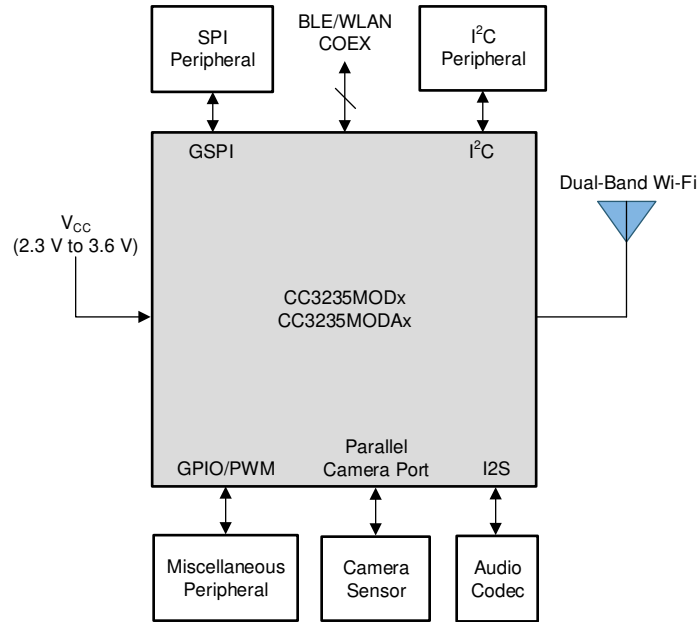 SPI
Peripheral
BLE/WLAN
COEX
I²C
Peripheral
GSPI
I²C
Dual-Band Wi-Fi
V_CC
(2.3 V to 3.6 V)
CC3235MODx
CC3235MODAx
GPIO/PWM
Parallel
Camera Port
I2S
Miscellaneous
Peripheral
Camera
Sensor
Audio
Codec